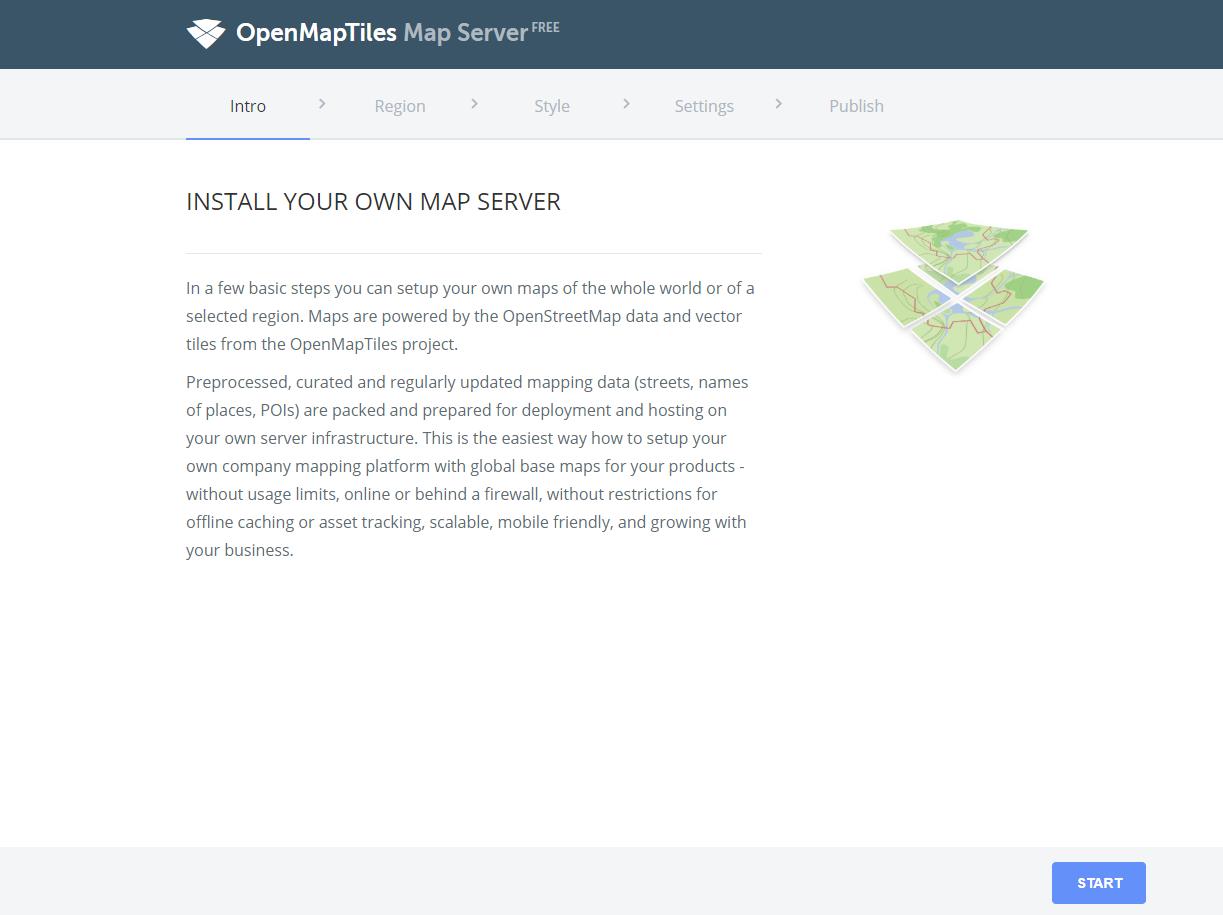 OpenMapTiles Map Server FREE
Intro > Region > Style > Settings > Publish
INSTALL YOUR OWN MAP SERVER
In a few basic steps you can setup your own maps of the whole world or of a
selected region. Maps are powered by the OpenStreetMap data and vector
tiles from the OpenMapTiles project.
Preprocessed, curated and regularly updated mapping data (streets, names
of places, POIs) are packed and prepared for deployment and hosting on
your own server infrastructure. This is the easiest way how to setup your
own company mapping platform with global base maps for your products -
without usage limits, online or behind a firewall, without restrictions for
offline caching or asset tracking, scalable, mobile friendly, and growing with
your business.
START